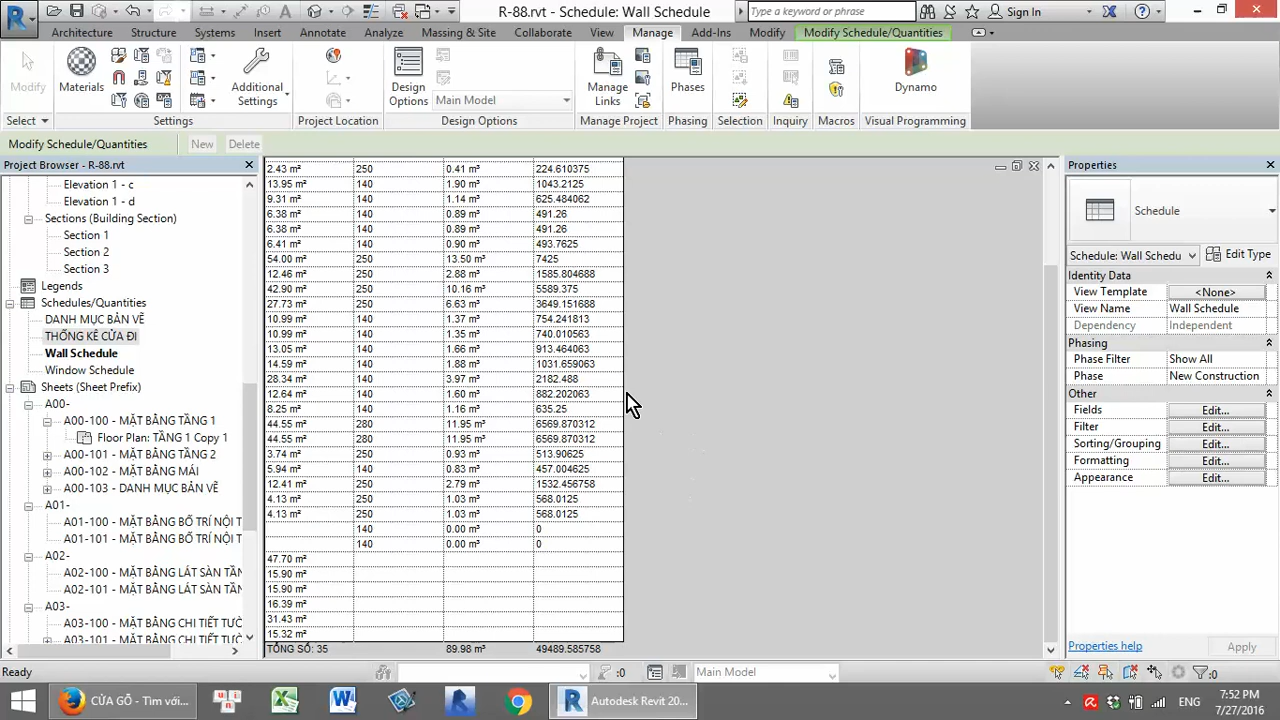 R-88.rvt - Schedule: Wall Schedule
Type a keyword or phrase
Sign In
Architecture Structure Systems Insert Annotate Analyze Massing & Site Collaborate View Manage Add-Ins Modify Modify Schedule/Quantities
Modify
Materials
Additional Settings
Design Options
Main Model
Manage Links
Phases
Dynamo
Select Settings Project Location Design Options Manage Project Phasing Selection Inquiry Macros Visual Programming
Modify Schedule/Quantities New Delete
Project Browser - R-88.rvt
Elevation 1 - c
Elevation 1 - d
Sections (Building Section)
Section 1
Section 2
Section 3
Legends
Schedules/Quantities
DANH MỤC BẢN VẼ
THỐNG KÊ CỬA ĐI
Wall Schedule
Window Schedule
Sheets (Sheet Prefix)
A00-
A00-100 - MẶT BẰNG TẦNG 1
Floor Plan: TẦNG 1 Copy 1
A00-101 - MẶT BẰNG TẦNG 2
A00-102 - MẶT BẰNG MÁI
A00-103 - DANH MỤC BẢN VẼ
A01-
A01-100 - MẶT BẰNG BỐ TRÍ NỘI T
A01-101 - MẶT BẰNG BỐ TRÍ NỘI T
A02-
A02-100 - MẶT BẰNG LÁT SÀN TẦN
A02-101 - MẶT BẰNG LÁT SÀN TẦN
A03-
A03-100 - MẶT BẰNG CHI TIẾT TƯỜ
A03-101 - MẶT BẰNG CHI TIẾT TƯỜ
2.43 m² 250 0.41 m³ 224.610375
13.95 m² 140 1.90 m³ 1043.2125
9.31 m² 140 1.14 m³ 625.484062
6.38 m² 140 0.89 m³ 491.26
6.38 m² 140 0.89 m³ 491.26
6.41 m² 140 0.90 m³ 493.7625
54.00 m² 250 13.50 m³ 7425
12.46 m² 250 2.88 m³ 1585.804688
42.90 m² 250 10.16 m³ 5589.375
27.73 m² 250 6.63 m³ 3649.151688
10.99 m² 140 1.37 m³ 754.241813
10.99 m² 140 1.35 m³ 740.010563
13.05 m² 140 1.66 m³ 913.464063
14.59 m² 140 1.88 m³ 1031.659063
28.34 m² 140 3.97 m³ 2182.488
12.64 m² 140 1.60 m³ 882.202063
8.25 m² 140 1.16 m³ 635.25
44.55 m² 280 11.95 m³ 6569.870312
44.55 m² 280 11.95 m³ 6569.870312
3.74 m² 250 0.93 m³ 513.90625
5.94 m² 140 0.83 m³ 457.004625
12.41 m² 250 2.79 m³ 1532.456758
4.13 m² 250 1.03 m³ 568.0125
4.13 m² 250 1.03 m³ 568.0125
140 0.00 m³ 0
140 0.00 m³ 0
47.70 m²
15.90 m²
15.90 m²
16.39 m²
31.43 m²
15.32 m²
TỔNG SỐ: 35 89.98 m³ 49489.585758
Properties
Schedule
Schedule: Wall Schedu Edit Type
Identity Data
View Template <None>
View Name Wall Schedule
Dependency Independent
Phasing
Phase Filter Show All
Phase New Construction
Other
Fields Edit...
Filter Edit...
Sorting/Grouping Edit...
Formatting Edit...
Appearance Edit...
Properties help Apply
Ready
:0
Main Model
:0
CỬA GỖ - Tìm với...
Autodesk Revit 20...
ENG
7:52 PM
7/27/2016